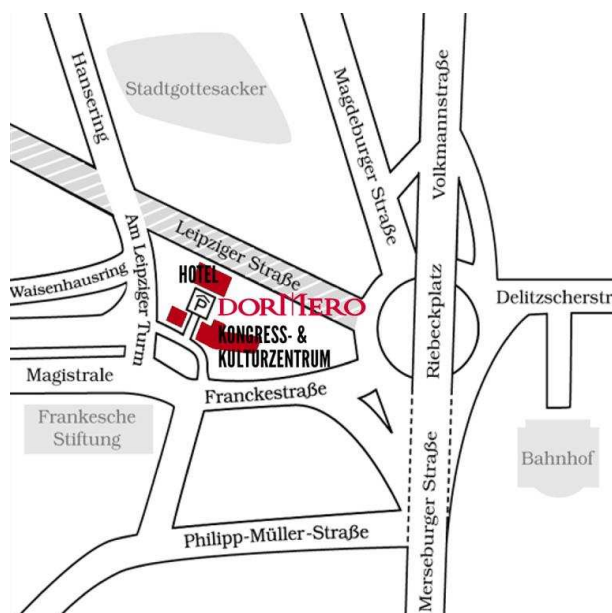 Hansering
Stadtgottesacker
Magdeburger Straße
Volkmannstraße
Am Leipziger Turm
Leipziger Straße
Waisenhausring
HOTEL
P
DORMERO
KONGRESS- &
KULTURZENTRUM
Riebeckplatz
Delitzscherstr
Magistrale
Franckestraße
Frankesche
Stiftung
Merseburger Straße
Bahnhof
Philipp-Müller-Straße